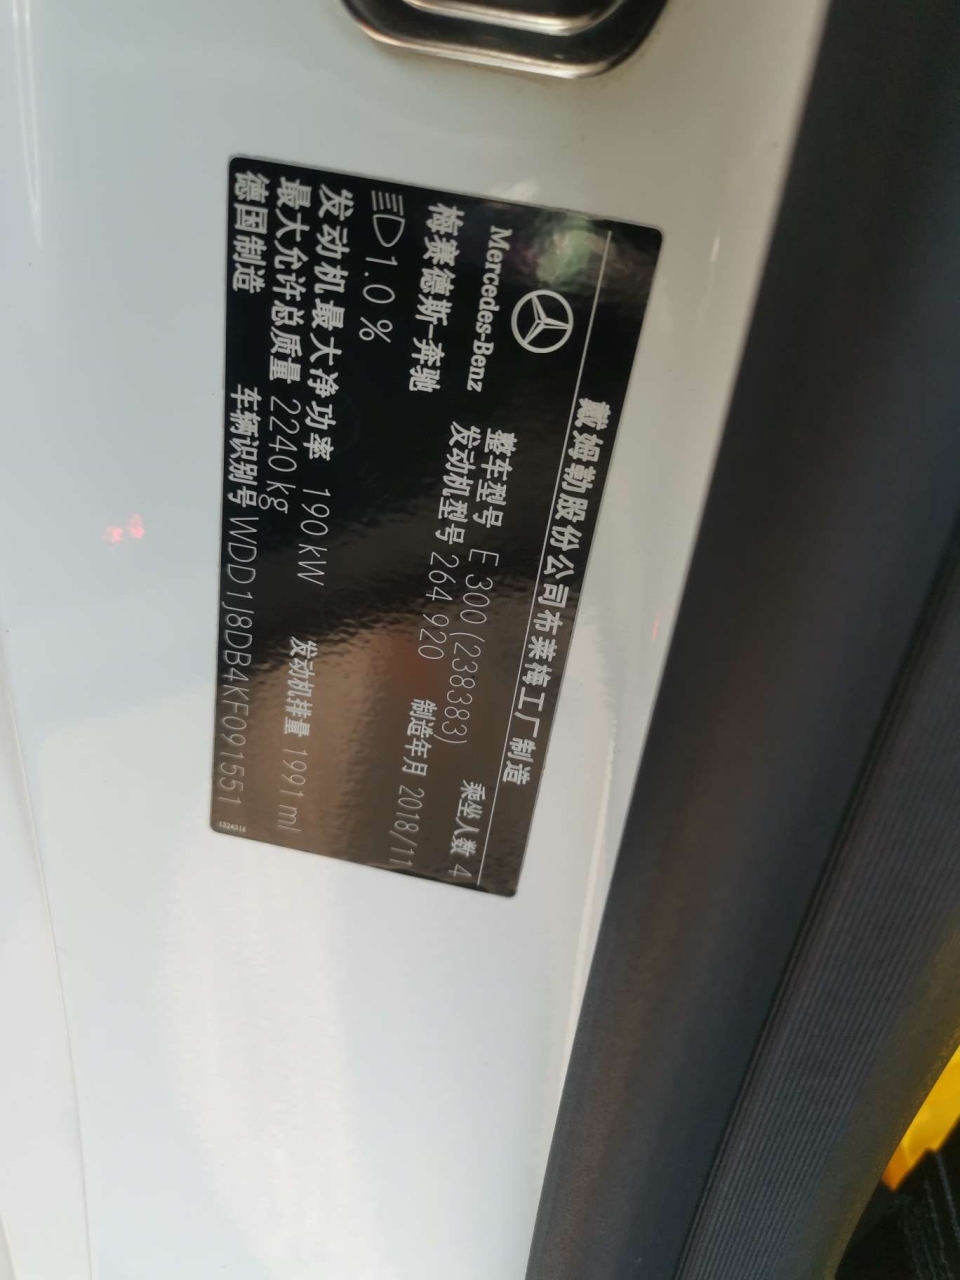 戴姆勒股份公司布莱梅工厂制造
Mercedes-Benz
梅赛德斯-奔驰
整车型号 E 300 (238383) 乘坐人数 4
发动机型号 264 920 制造年月 2018/11
1.0 %
发动机最大净功率 190 kW 发动机排量 1991 ml
最大允许总质量 2240 kg
德国制造 车辆识别号 WDD1J8DB4KF091551